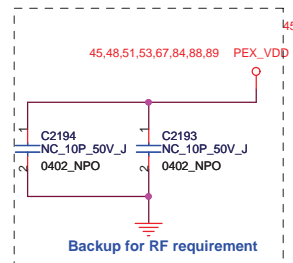 45
45,48,51,53,67,84,88,89 PEX_VDD
1 1
C2194 C2193
NC_10P_50V_J NC_10P_50V_J
2 2
0402_NPO 0402_NPO
Backup for RF requirement